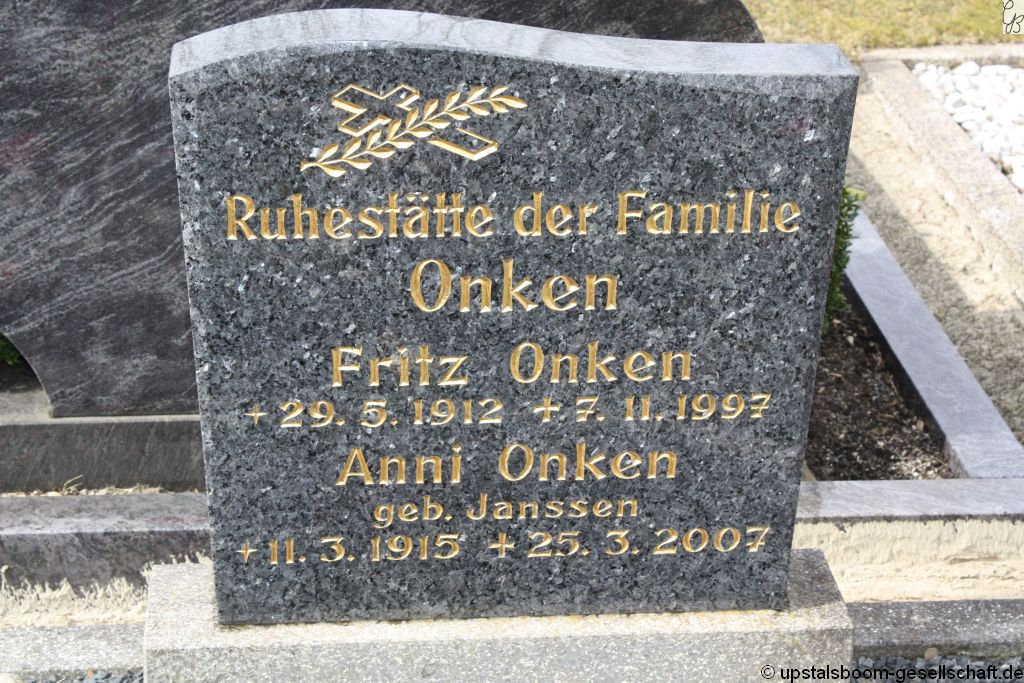 Ruhestätte der Familie
Onken
Fritz Onken
+ 29. 5. 1912 + 7. 11. 1997
Anni Onken
geb. Janssen
+ 11. 3. 1915 + 25. 3. 2007
© upstalsboom-gesellschaft.de